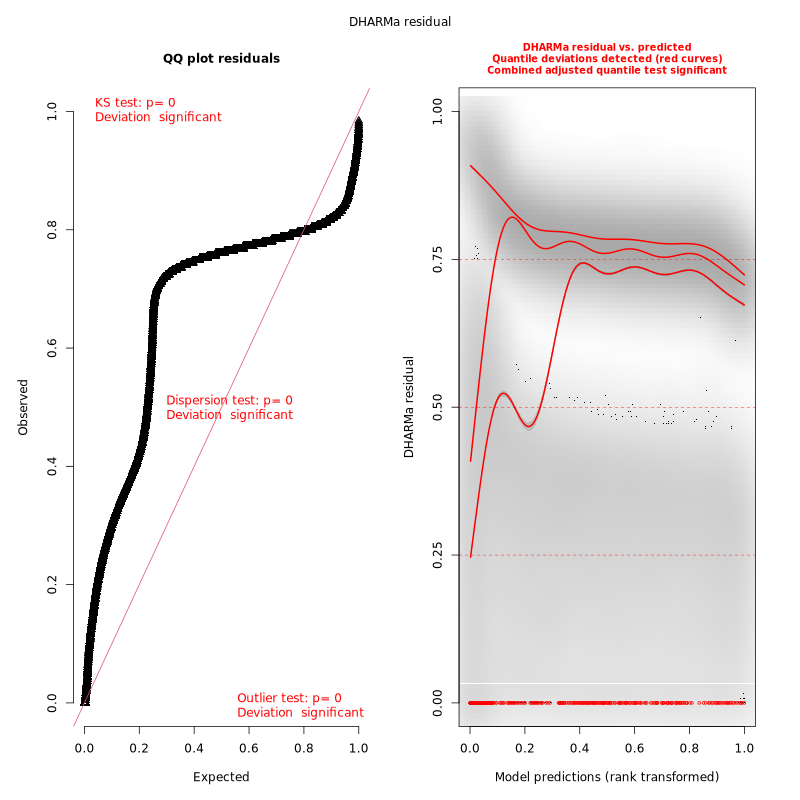 DHARMa residual
QQ plot residuals
KS test: p= 0
Deviation significant
Dispersion test: p= 0
Deviation significant
Outlier test: p= 0
Deviation significant
Observed
0.0
0.2
0.4
0.6
0.8
1.0
0.0
0.2
0.4
0.6
0.8
1.0
Expected
DHARMa residual vs. predicted
Quantile deviations detected (red curves)
Combined adjusted quantile test significant
DHARMa residual
0.00
0.25
0.50
0.75
1.00
0.0
0.2
0.4
0.6
0.8
1.0
Model predictions (rank transformed)